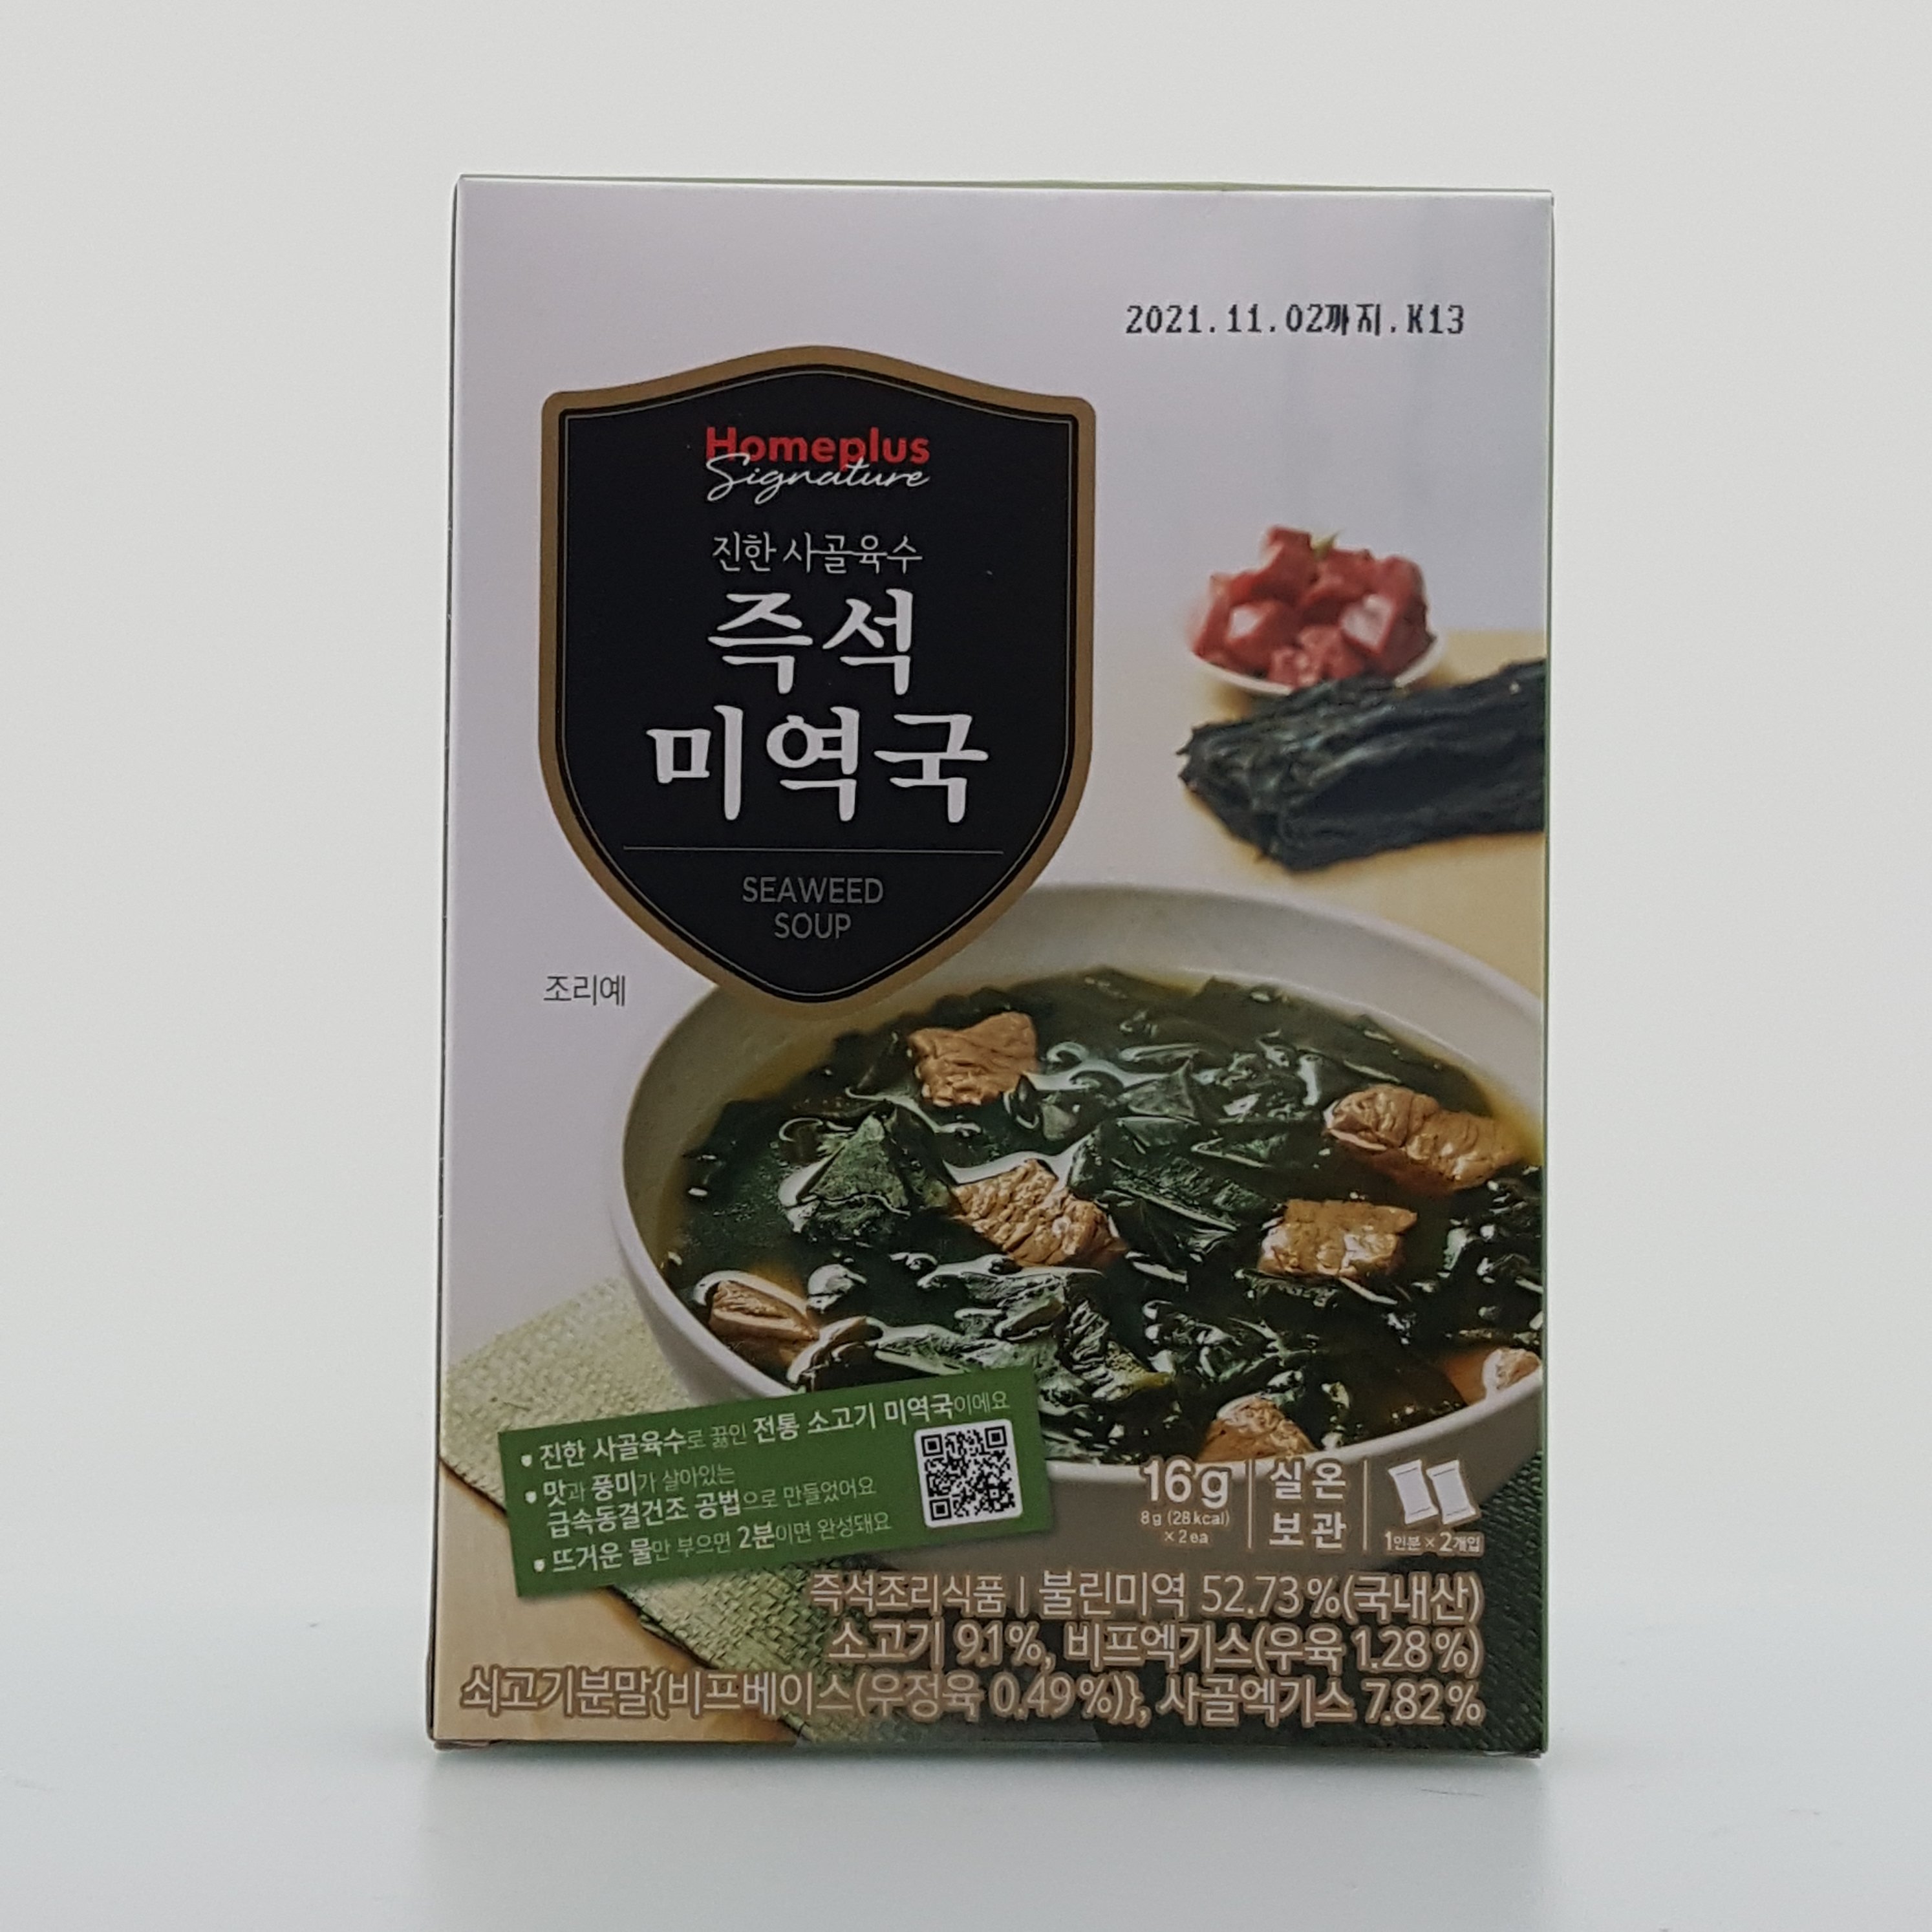 2021.11.02까지.K13
Homeplus
Signature
진한 사골육수
즉석
미역국
SEAWEED
SOUP
조리예
• 진한 사골육수로 끓인 전통 소고기 미역국이에요
• 맛과 풍미가 살아있는
급속동결건조 공법으로 만들었어요
• 뜨거운 물만 부으면 2분이면 완성돼요
16g
8g (28kcal)
×2ea
실온
보관
1인분×2개입
즉석조리식품 | 불린미역 52.73%(국내산)
소고기 9.1%, 비프엑기스(우육 1.28%)
쇠고기분말{비프베이스(우정육 0.49%)}, 사골엑기스 7.82%